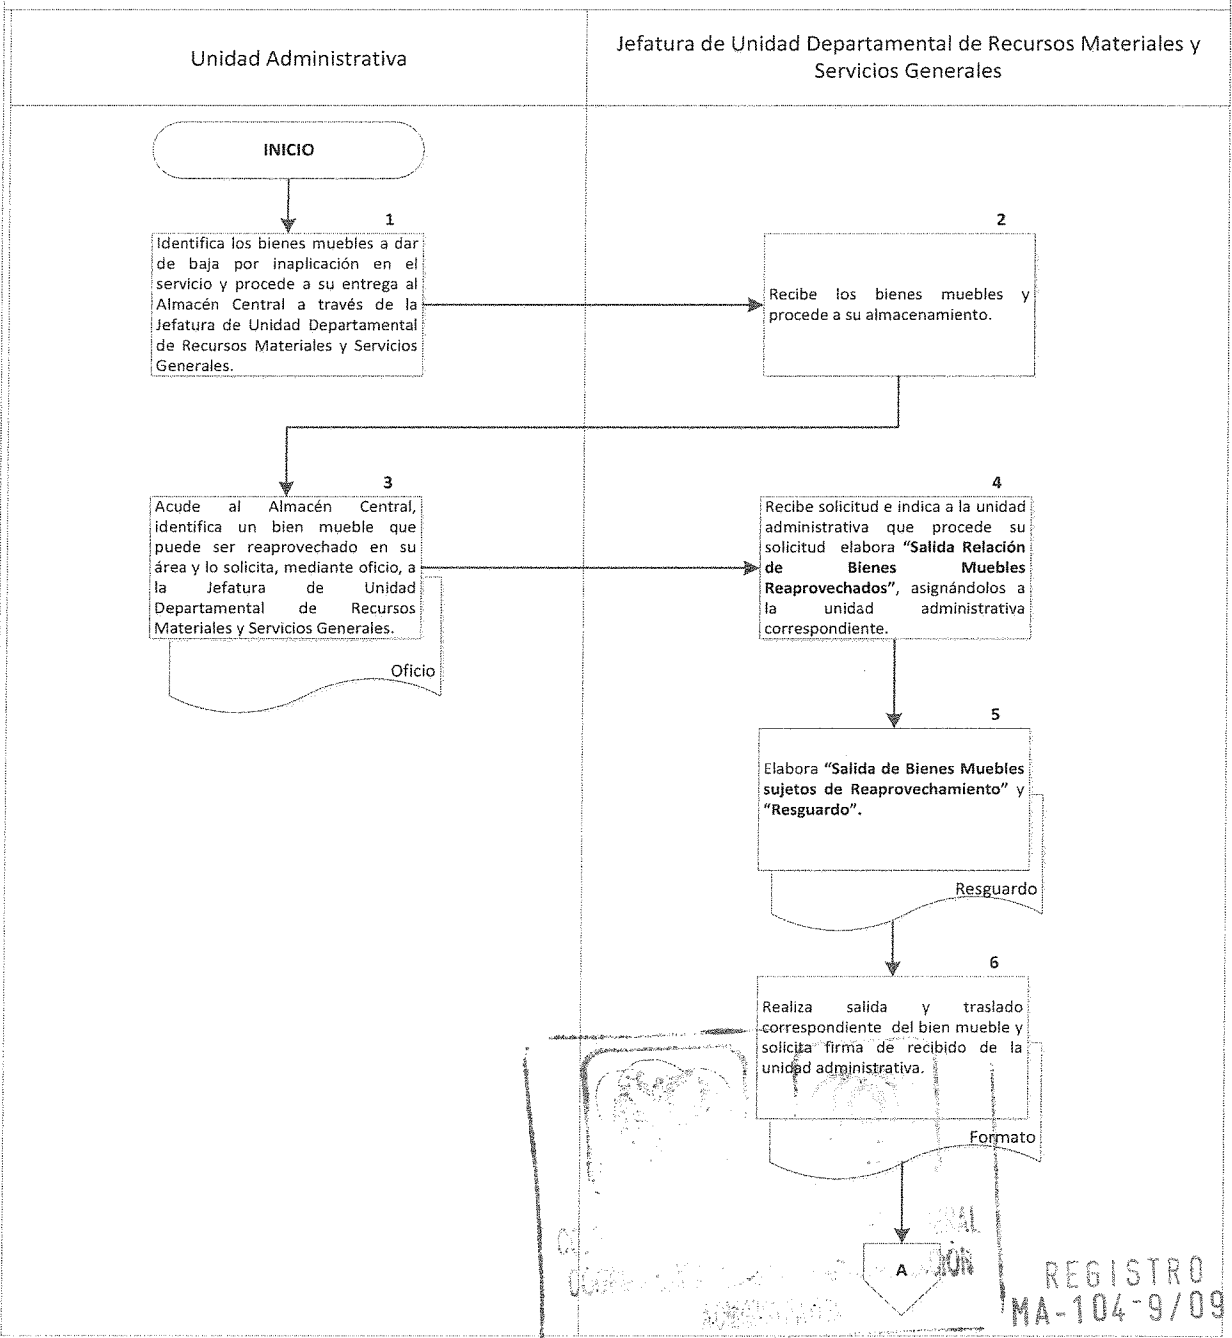 Unidad Administrativa
Jefatura de Unidad Departamental de Recursos Materiales y
Servicios Generales
INICIO
1
Identifica los bienes muebles a dar
de baja por inaplicación en el
servicio y procede a su entrega al
Almacén Central a través de la
Jefatura de Unidad Departamental
de Recursos Materiales y Servicios
Generales.
2
Recibe los bienes muebles y
procede a su almacenamiento.
3
Acude al Almacén Central,
identifica un bien mueble que
puede ser reaprovechado en su
área y lo solicita, mediante oficio, a
la Jefatura de Unidad
Departamental de Recursos
Materiales y Servicios Generales.
Oficio
4
Recibe solicitud e indica a la unidad
administrativa que procede su
solicitud elabora “Salida Relación
de Bienes Muebles
Reaprovechados”, asignándolos a
la unidad administrativa
correspondiente.
5
Elabora “Salida de Bienes Muebles
sujetos de Reaprovechamiento” y
“Resguardo”.
Resguardo
6
Realiza salida y traslado
correspondiente del bien mueble y
solicita firma de recibido de la
unidad administrativa.
Formato
A
REGISTRO
MA-104-9/09